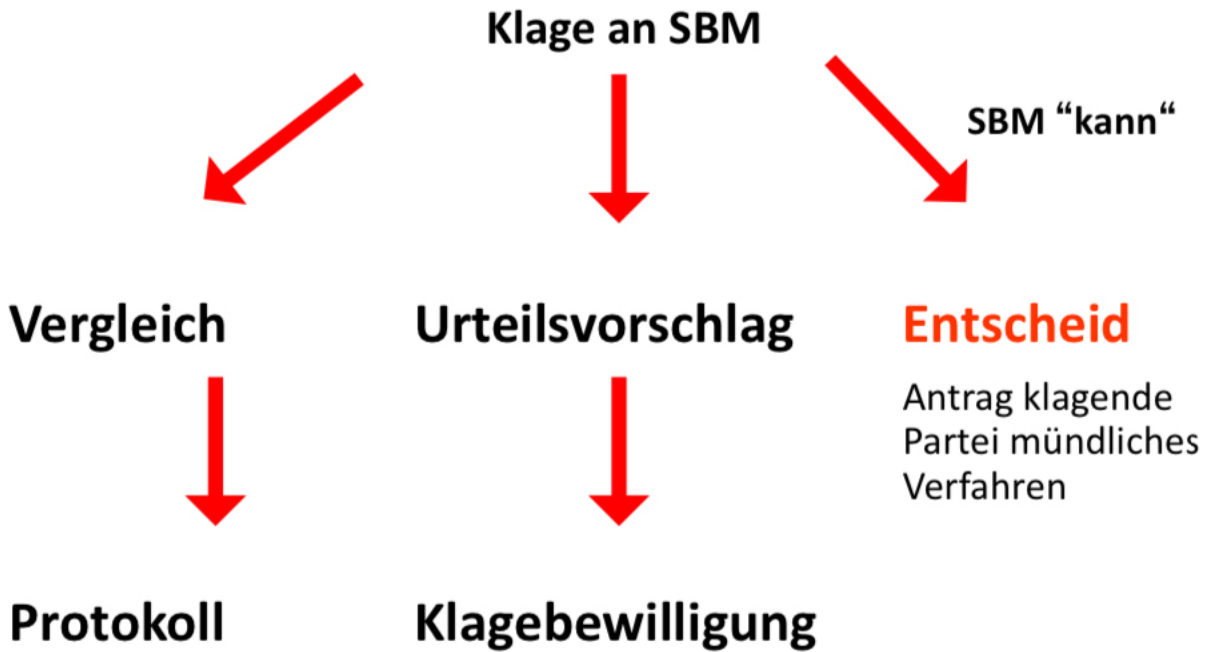 Klage an SBM
SBM “kann“
Vergleich
Urteilsvorschlag
Entscheid
Antrag klagende
Partei mündliches
Verfahren
Protokoll
Klagebewilligung